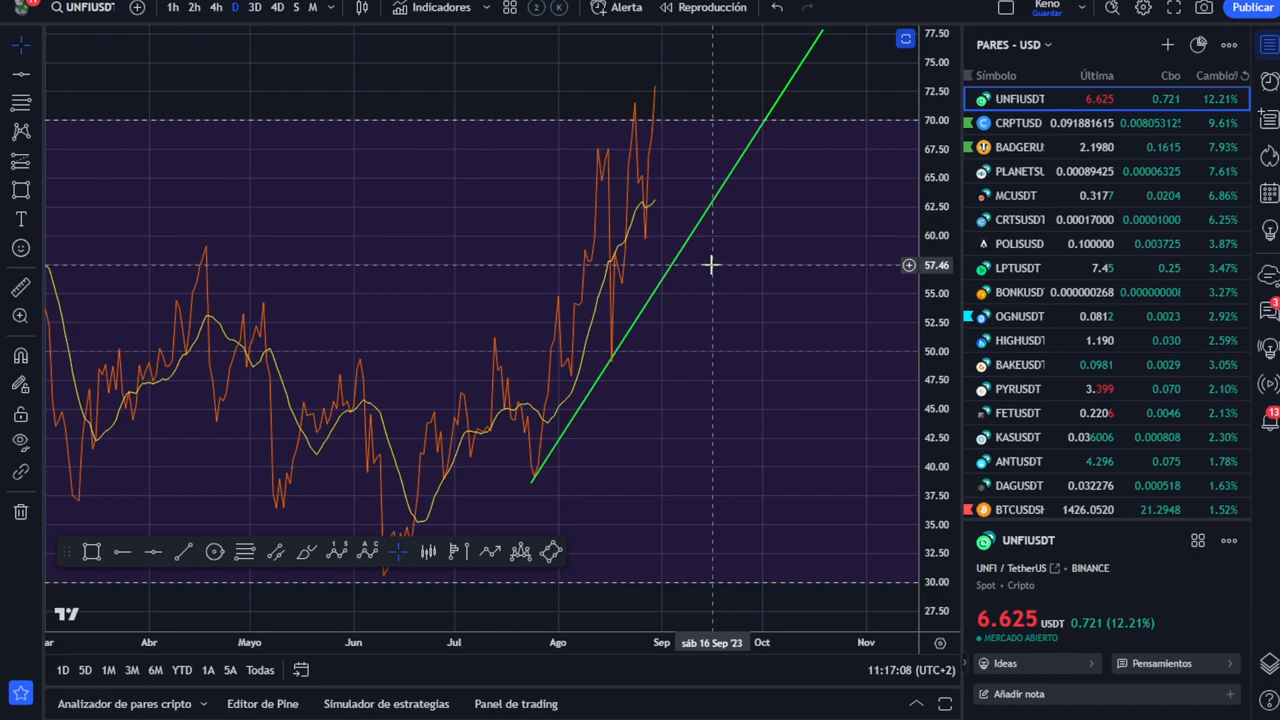 UNFIUSDT
1h 2h 4h D 3D 4D S M
Indicadores
2 K
Alerta
Reproducción
Keno
Guardar
Publicar
77.50
75.00
72.50
70.00
67.50
65.00
62.50
60.00
57.46
55.00
52.50
50.00
47.50
45.00
42.50
40.00
37.50
35.00
32.50
30.00
27.50
ar Abr Mayo Jun Jul Ago Sep sáb 16 Sep '23 Oct Nov
1D 5D 1M 3M 6M YTD 1A 5A Todas
11:17:08 (UTC+2)
Analizador de pares cripto Editor de Pine Simulador de estrategias Panel de trading
PARES - USD
Símbolo Última Cbo Cambio%
UNFIUSDT 6.625 0.721 12.21%
CRPTUSD 0.091881615 0.00805312 9.61%
BADGERU 2.1980 0.1615 7.93%
PLANETS 0.00089425 0.00006325 7.61%
MCUSDT 0.3177 0.0204 6.86%
CRTSUSDT 0.00017000 0.00001000 6.25%
POLISUSD 0.100000 0.003725 3.87%
LPTUSDT 7.45 0.25 3.47%
BONKUSD 0.000000268 0.00000000 3.27%
OGNUSDT 0.0812 0.0023 2.92%
HIGHUSDT 1.190 0.030 2.59%
BAKEUSDT 0.0981 0.0029 3.05%
PYRUSDT 3.399 0.070 2.10%
FETUSDT 0.2206 0.0046 2.13%
KASUSDT 0.036006 0.000808 2.30%
ANTUSDT 4.296 0.075 1.78%
DAGUSDT 0.032276 0.000518 1.63%
BTCUSDS 1426.0520 21.2948 1.52%
UNFIUSDT
UNFI / TetherUS • BINANCE
Spot • Cripto
6.625 USDT 0.721 (12.21%)
MERCADO ABIERTO
Ideas
Pensamientos
Añadir nota
3
13